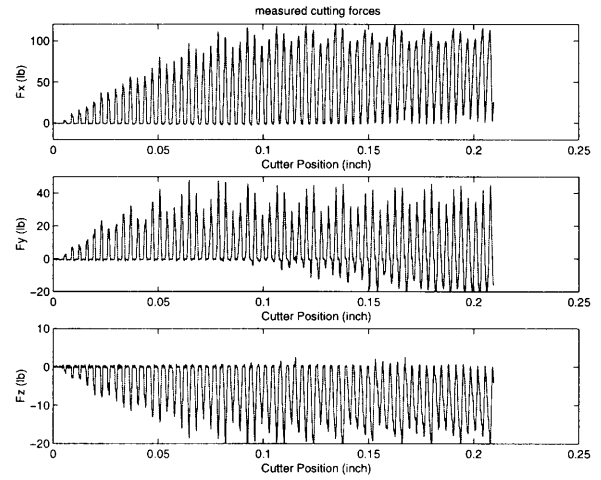 measured cutting forces
100
50
0
Fx (lb)
0 0.05 0.1 0.15 0.2 0.25
Cutter Position (inch)
40
20
0
−20
Fy (lb)
0 0.05 0.1 0.15 0.2 0.25
Cutter Position (inch)
10
0
−10
−20
Fz (lb)
0 0.05 0.1 0.15 0.2 0.25
Cutter Position (inch)